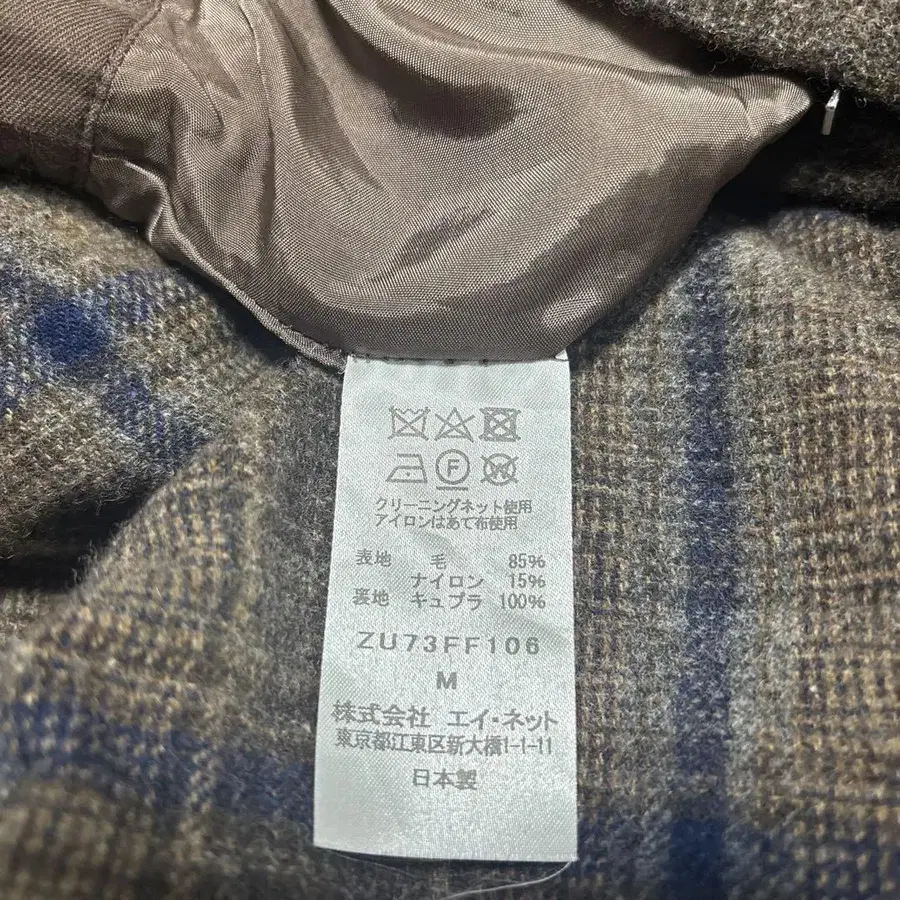 F W
クリーニングネット使用
アイロンはあて布使用
表地 毛 85%
ナイロン 15%
裏地 キュプラ 100%
ZU73FF106
M
株式会社 エイ・ネット
東京都江東区新大橋1-1-11
日本製